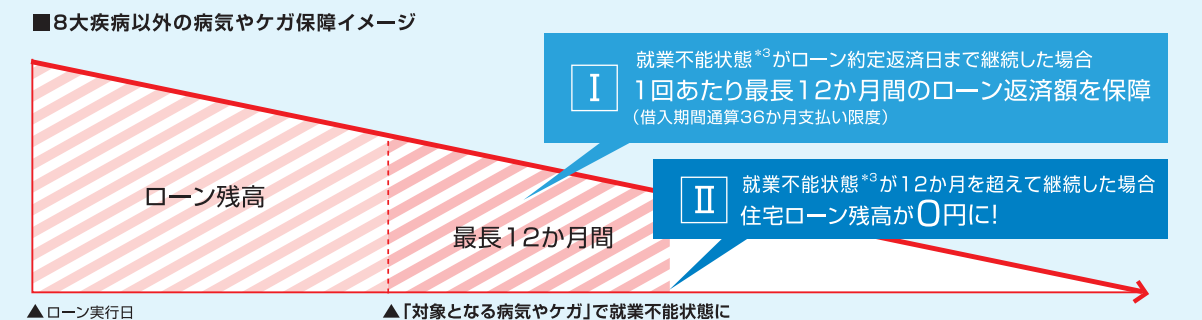 ■8大疾病以外の病気やケガ保障イメージ
Ⅰ
就業不能状態*3がローン約定返済日まで継続した場合
1回あたり最長12か月間のローン返済額を保障
(借入期間通算36か月支払い限度)
Ⅱ
就業不能状態*3が12か月を超えて継続した場合
住宅ローン残高が0円に!
ローン残高
最長12か月間
▲ローン実行日
▲「対象となる病気やケガ」で就業不能状態に